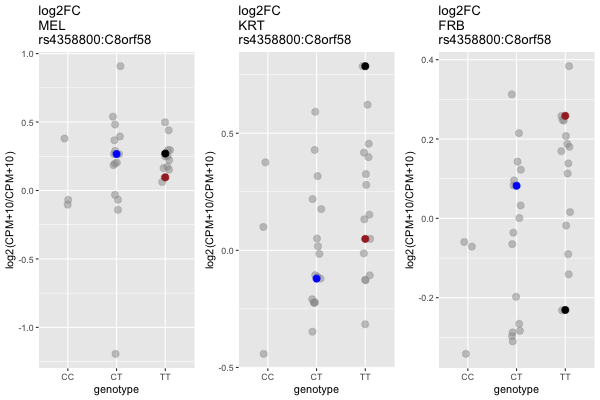 log2FC
MEL
rs4358800:C8orf58
log2(CPM+10/CPM+10)
1.0
0.5
0.0
-0.5
-1.0
CC
CT
TT
genotype
log2FC
KRT
rs4358800:C8orf58
log2(CPM+10/CPM+10)
0.5
0.0
-0.5
CC
CT
TT
genotype
log2FC
FRB
rs4358800:C8orf58
log2(CPM+10/CPM+10)
0.4
0.2
0.0
-0.2
CC
CT
TT
genotype